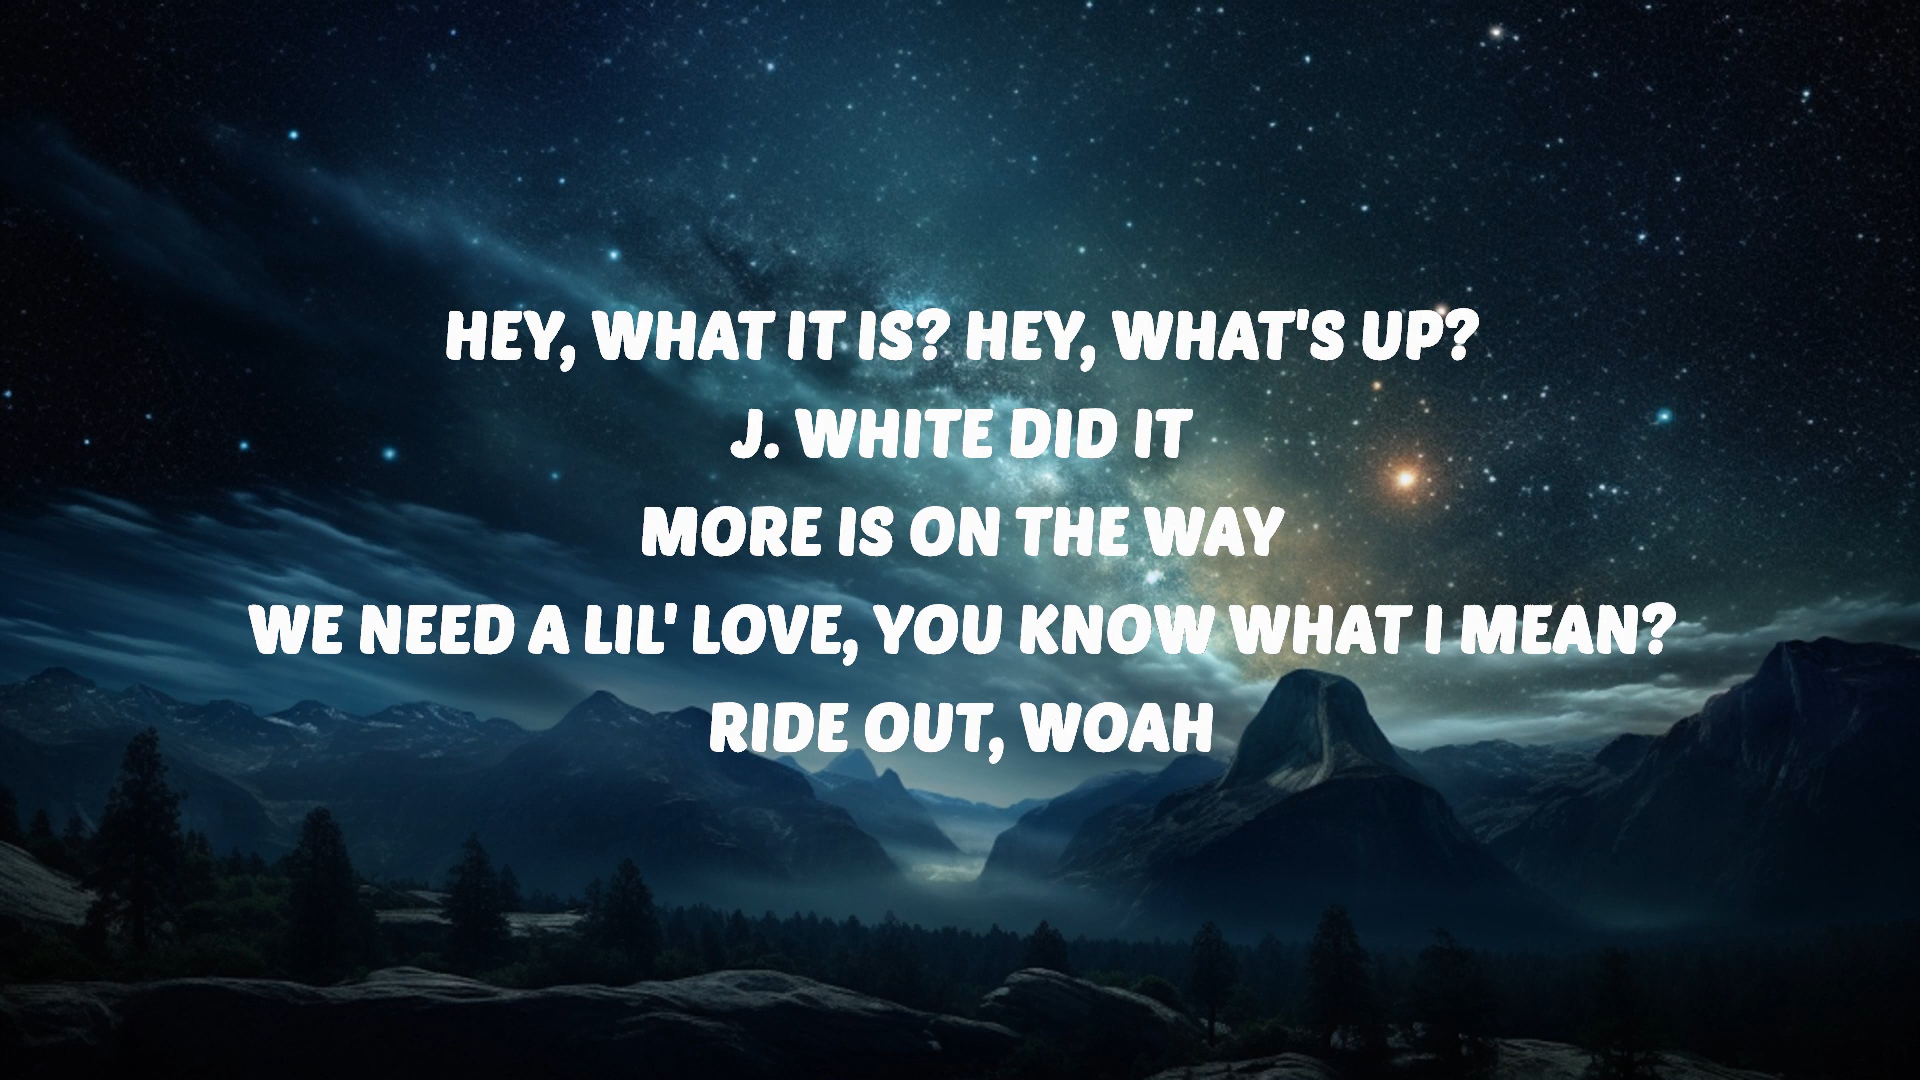 HEY, WHAT IT IS? HEY, WHAT'S UP?
J. WHITE DID IT
MORE IS ON THE WAY
WE NEED A LIL' LOVE, YOU KNOW WHAT I MEAN?
RIDE OUT, WOAH